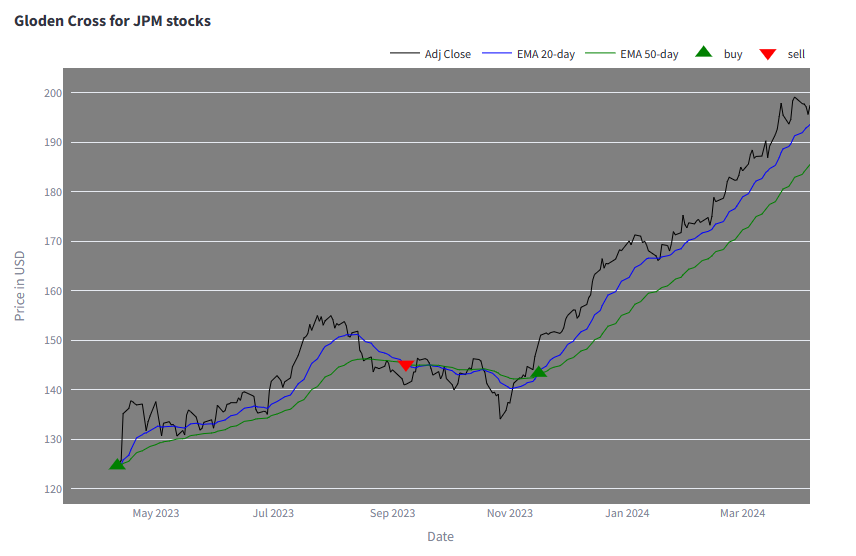 Gloden Cross for JPM stocks
Adj Close EMA 20-day EMA 50-day buy sell
200
190
180
170
160
150
140
130
120
Price in USD
May 2023 Jul 2023 Sep 2023 Nov 2023 Jan 2024 Mar 2024
Date